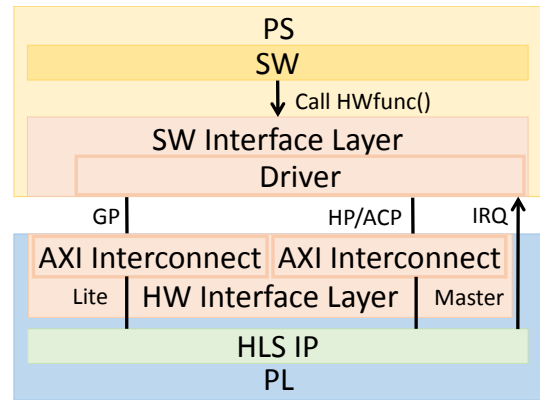 PS
SW
Call HWfunc()
SW Interface Layer
Driver
GP HP/ACP IRQ
AXI Interconnect AXI Interconnect
Lite HW Interface Layer Master
HLS IP
PL